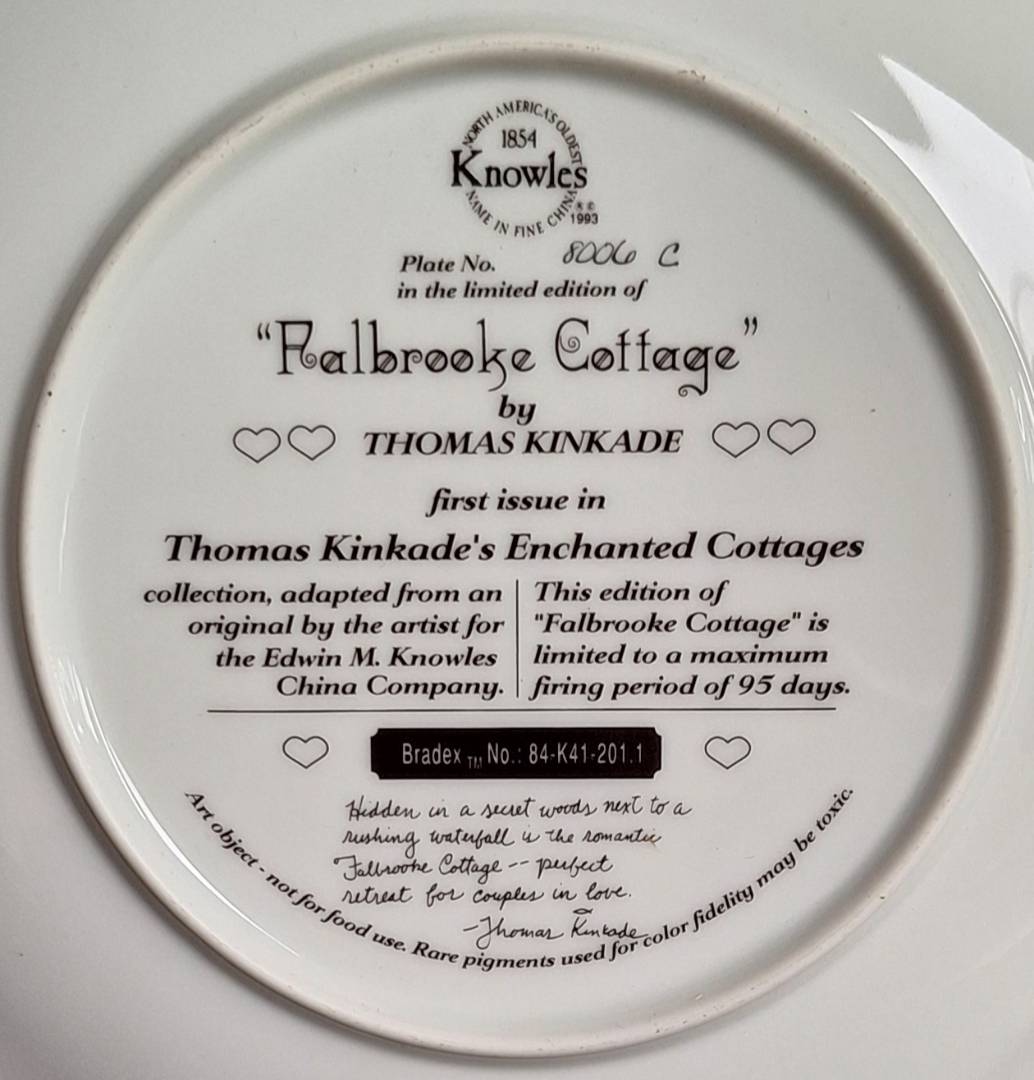 NORTH AMERICA'S OLDEST
1854
Knowles
NAME IN FINE CHINA
® ©
1993
Plate No. 8006 C
in the limited edition of
“Falbrooke Cottage”
by
THOMAS KINKADE
first issue in
Thomas Kinkade's Enchanted Cottages
collection, adapted from an
original by the artist for
the Edwin M. Knowles
China Company.
This edition of
"Falbrooke Cottage" is
limited to a maximum
firing period of 95 days.
Bradex TM No.: 84-K41-201.1
Hidden in a secret woods next to a
rushing waterfall is the romantic
Falbrooke Cottage -- perfect
retreat for couples in love.
-Thomas Kinkade
Art object - not for food use. Rare pigments used for color fidelity may be toxic.